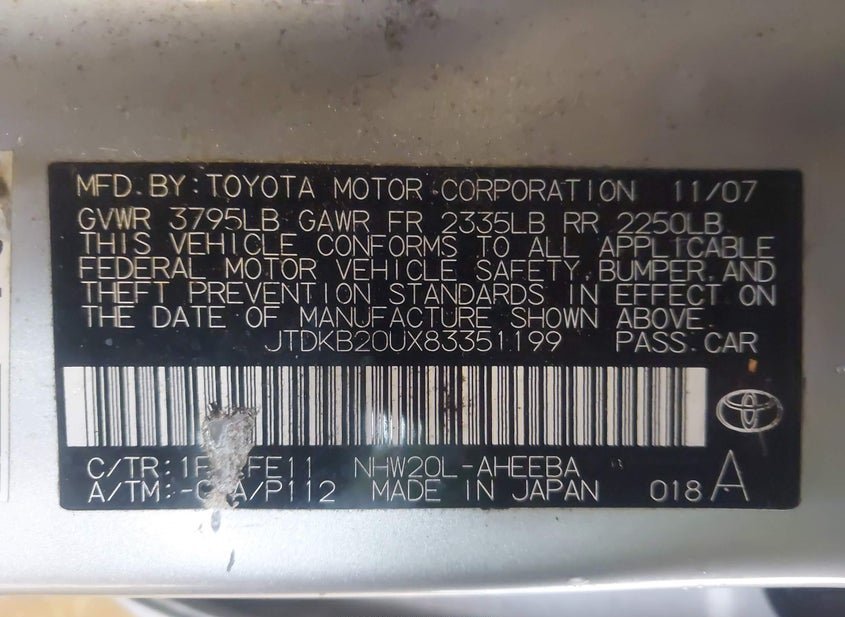 MFD. BY: TOYOTA MOTOR CORPORATION 11/07
GVWR 3795LB GAWR FR 2335LB RR 2250LB
THIS VEHICLE CONFORMS TO ALL APPLICABLE
FEDERAL MOTOR VEHICLE SAFETY, BUMPER, AND
THEFT PREVENTION STANDARDS IN EFFECT ON
THE DATE OF MANUFACTURE SHOWN ABOVE.
JTDKB20UX83351199 PASS. CAR
C/TR: NHW20L-AHEEBA
A/TM: MADE IN JAPAN 018 A